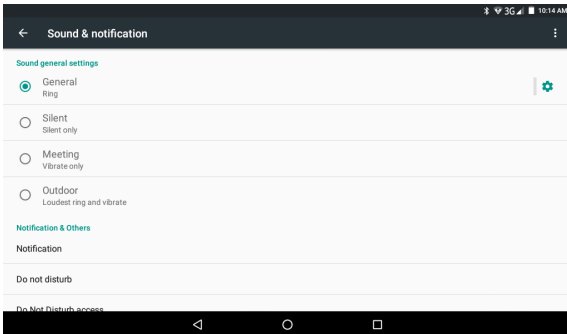 3G 10:14 AM
Sound & notification
Sound general settings
General
Ring
Silent
Silent only
Meeting
Vibrate only
Outdoor
Loudest ring and vibrate
Notification & Others
Notification
Do not disturb
Do Not Disturb access